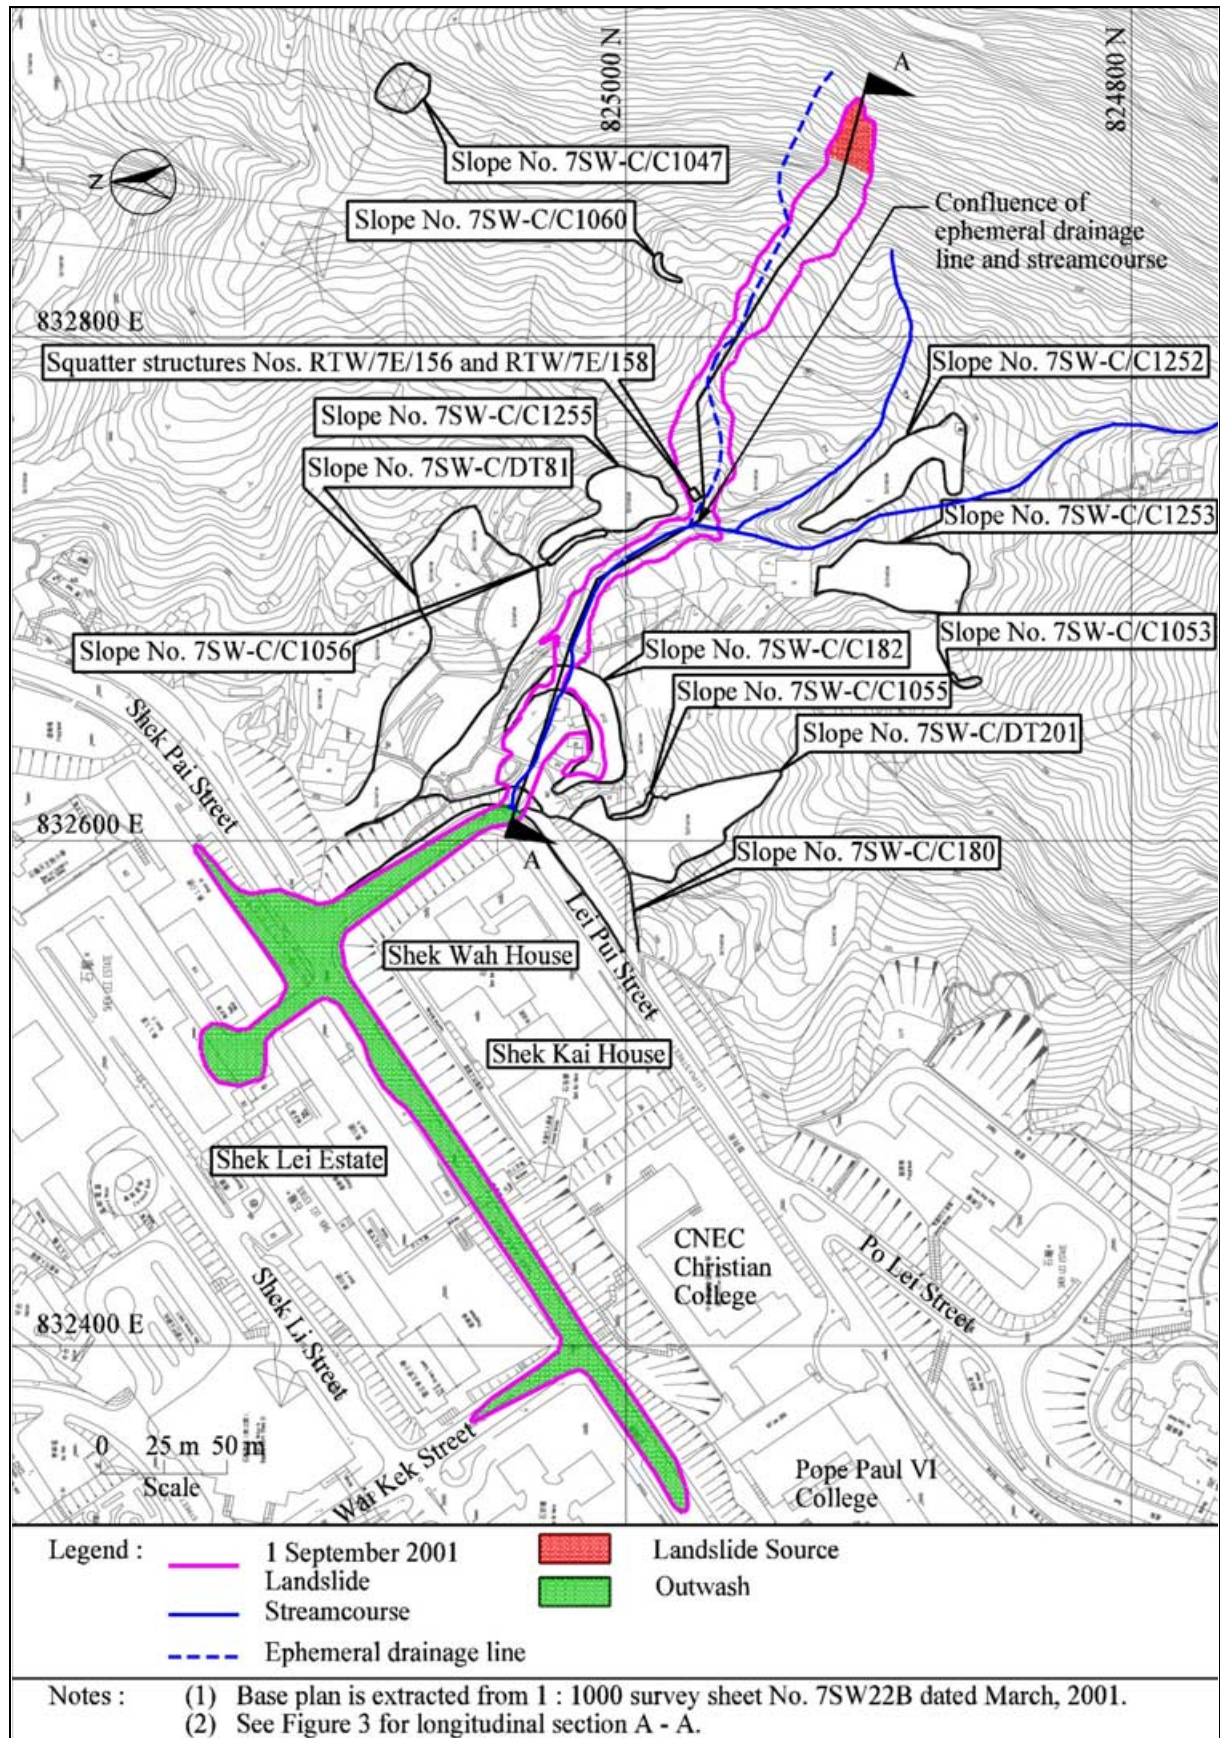 825000 N
824800 N
A
Slope No. 7SW-C/C1047
N
Slope No. 7SW-C/C1060
Confluence of
ephemeral drainage
line and streamcourse
832800 E
Squatter structures Nos. RTW/7E/156 and RTW/7E/158
Slope No. 7SW-C/C1252
Slope No. 7SW-C/C1255
Slope No. 7SW-C/DT81
Slope No. 7SW-C/C1253
Slope No. 7SW-C/C1056
Slope No. 7SW-C/C182
Slope No. 7SW-C/C1053
Slope No. 7SW-C/C1055
Slope No. 7SW-C/DT201
Shek Pai Street
832600 E
A
Slope No. 7SW-C/C180
Lei Pui Street
Shek Wah House
Shek Kai House
Shek Lei Estate
CNEC
Christian
College
Po Lei Street
Shek Li Street
832400 E
0 25 m 50 m
Scale
Wai Kek Street
Pope Paul VI
College
Legend :
1 September 2001
Landslide
Streamcourse
Ephemeral drainage line
Landslide Source
Outwash
Notes : (1) Base plan is extracted from 1 : 1000 survey sheet No. 7SW22B dated March, 2001.
(2) See Figure 3 for longitudinal section A - A.